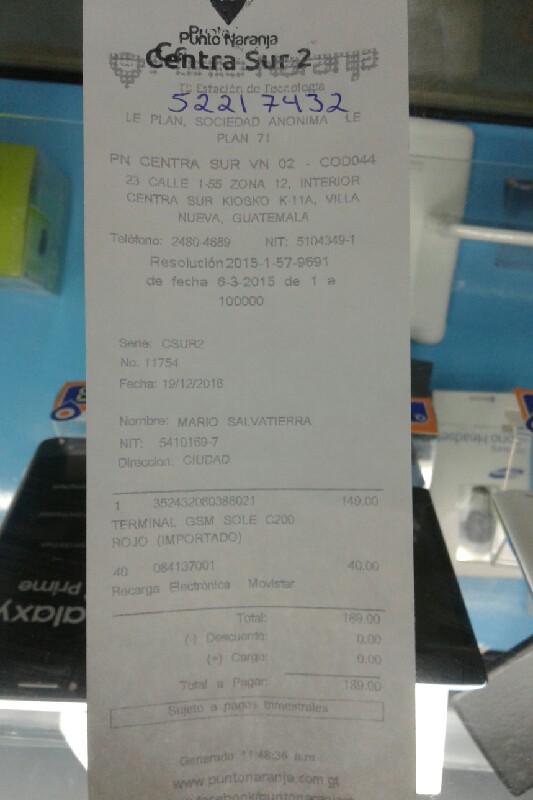 Punto Naranja
Centra Sur 2
Tu Estación de Tecnología
52217432
LE PLAN, SOCIEDAD ANONIMA LE
PLAN 71
PN CENTRA SUR VN 02 - COD044
23 CALLE 1-55 ZONA 12, INTERIOR
CENTRA SUR KIOSKO K-11A, VILLA
NUEVA, GUATEMALA
Teléfono: 2480-4689 NIT: 5104349-1
Resolución 2015-1-57-9691
de fecha 6-3-2015 de 1 a
100000
Serie: CSUR2
No. 11754
Fecha: 19/12/2016
Nombre: MARIO SALVATIERRA
NIT: 5410169-7
Direccion: CIUDAD
1 352432080388021 149.00
TERMINAL GSM SOLE C200
ROJO (IMPORTADO)
40 084137001 40.00
Recarga Electrónica Movistar
Total: 189.00
(-) Descuento: 0.00
(+) Cargo: 0.00
Total a Pagar: 189.00
Sujeto a pagos trimestrales
Generado 11:48:36 a.m
www.puntonaranja.com.gt
alaxy
Prime